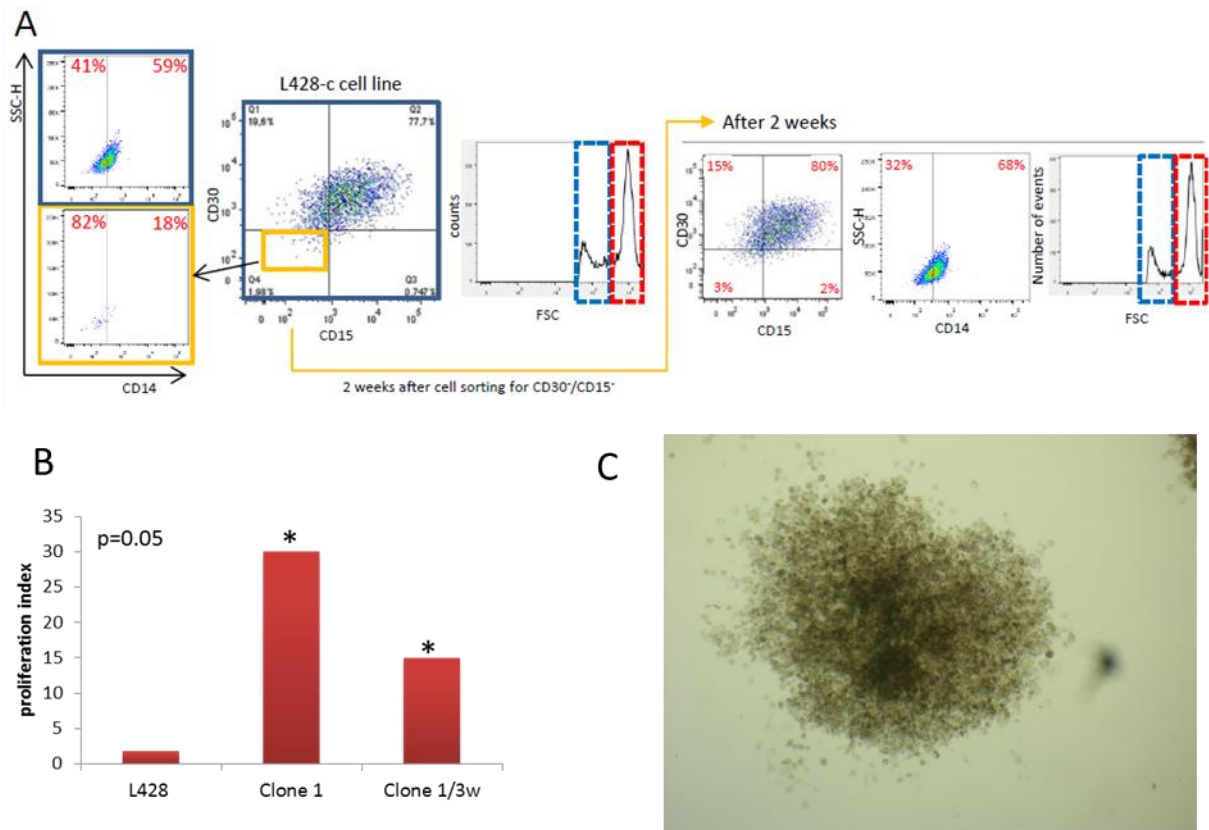 A
SSC-H
41% 59%
82% 18%
CD14
L428-c cell line
Q1
19,6%
Q2
77,7%
Q4
1.98%
Q3
0.747%
CD30
CD15
counts
FSC
2 weeks after cell sorting for CD30-/CD15-
After 2 weeks
15% 80%
3% 2%
CD30
CD15
32% 68%
SSC-H
CD14
Number of events
FSC
B
p=0.05
proliferation index
35
30
25
20
15
10
5
0
*
*
L428 Clone 1 Clone 1/3w
C